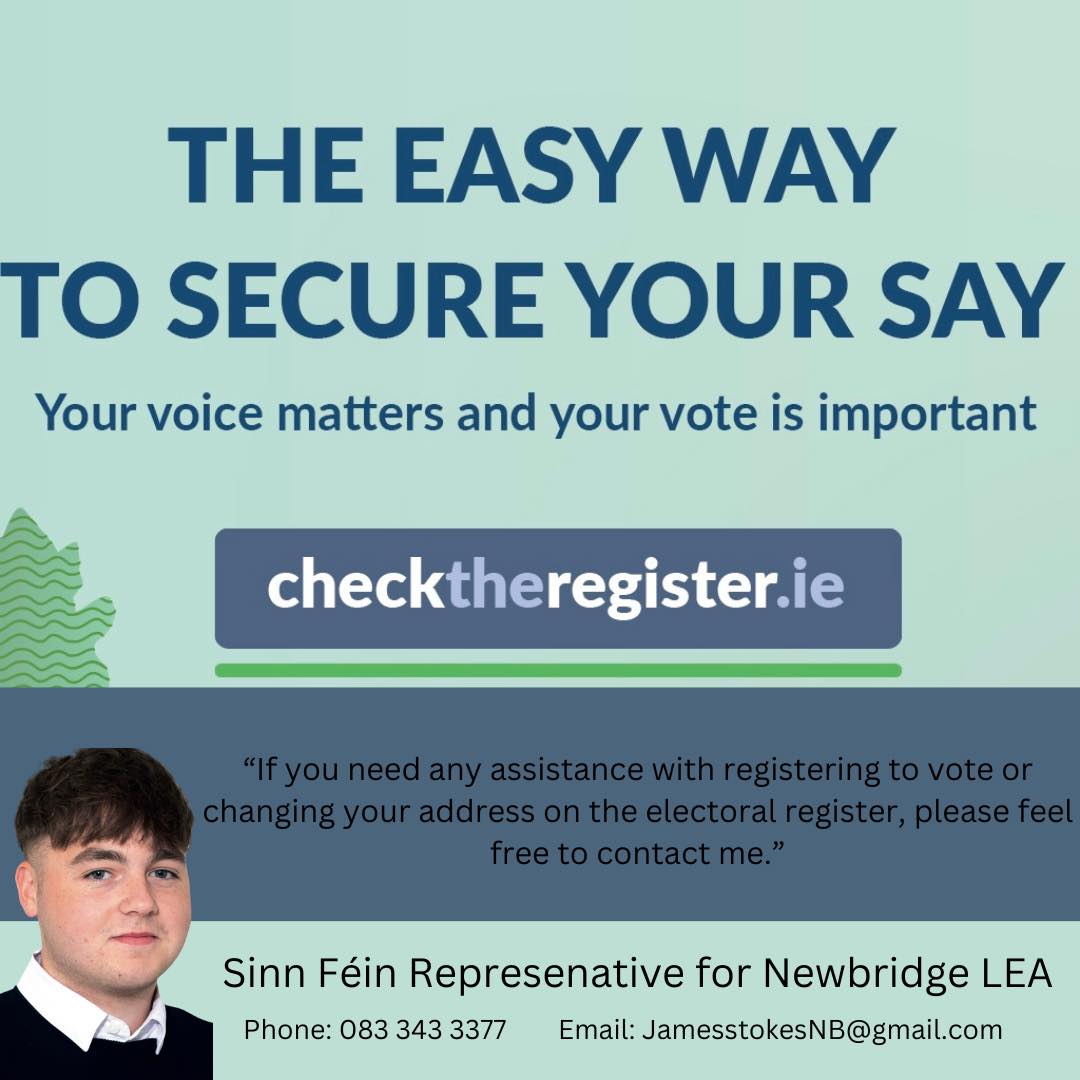 THE EASY WAY
TO SECURE YOUR SAY
Your voice matters and your vote is important
checktheregister.ie
“If you need any assistance with registering to vote or
changing your address on the electoral register, please feel
free to contact me.”
Sinn Féin Represenative for Newbridge LEA
Phone: 083 343 3377 Email: JamesstokesNB@gmail.com